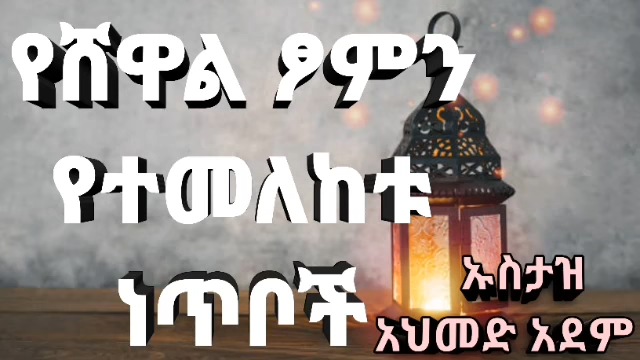 የሸዋል ፆምን
የተመለከቱ
ነጥቦች
ኡስታዝ
አህመድ አደም